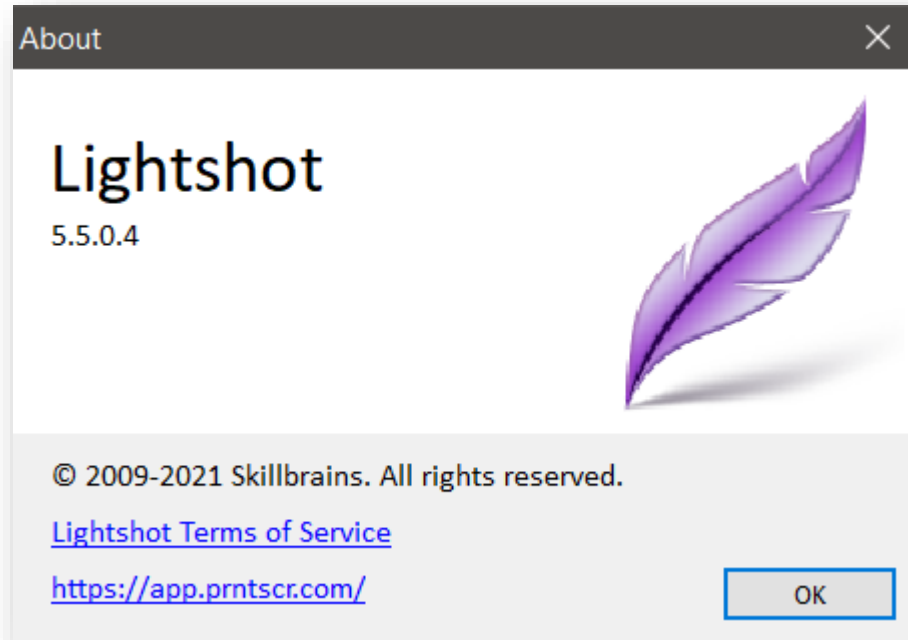 About
Lightshot
5.5.0.4
© 2009-2021 Skillbrains. All rights reserved.
Lightshot Terms of Service
https://app.prntscr.com/
OK